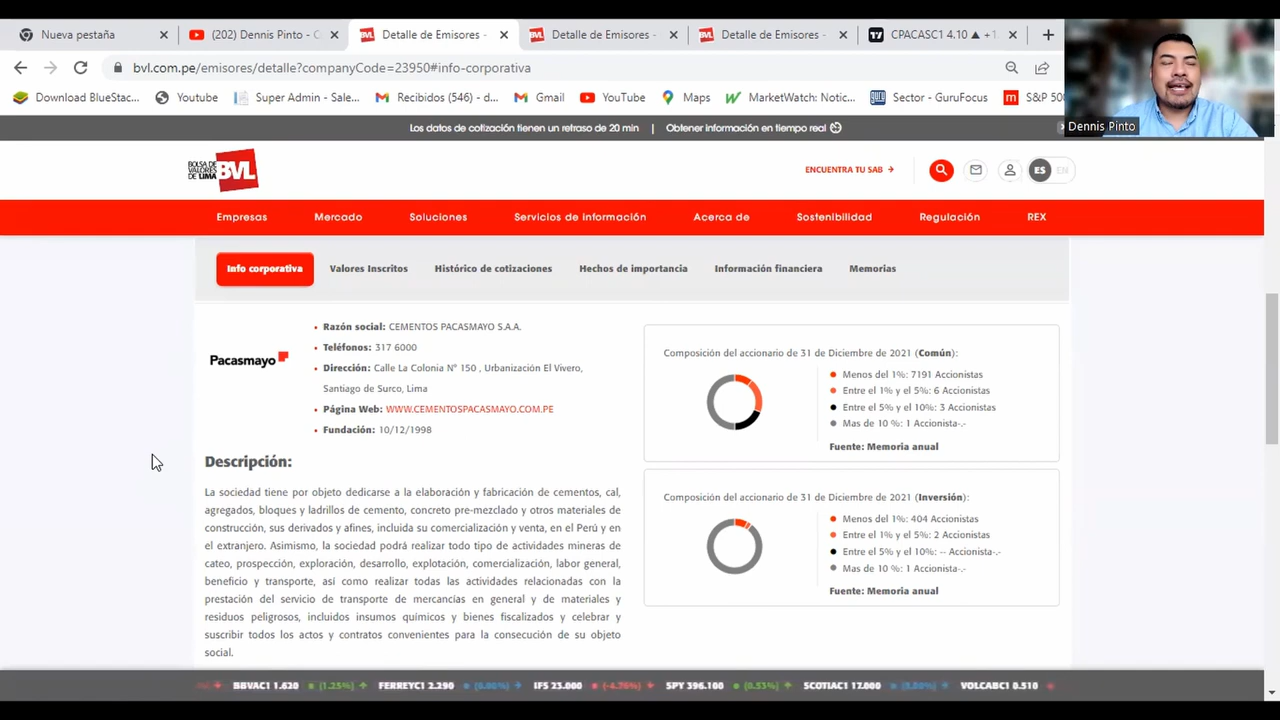 Nueva pestaña
(202) Dennis Pinto - C
Detalle de Emisores -
Detalle de Emisores -
Detalle de Emisores -
CPACASC1 4.10 ▲ +1.
bvl.com.pe/emisores/detalle?companyCode=23950#info-corporativa
Download BlueStac...
Youtube
Super Admin - Sale...
Recibidos (546) - d...
Gmail
YouTube
Maps
MarketWatch: Notic...
Sector - GuruFocus
S&P 500
Dennis Pinto
Los datos de cotización tienen un retraso de 20 min | Obtener información en tiempo real
BOLSA DE VALORES DE LIMA BVL
ENCUENTRA TU SAB →
ES EN
Empresas Mercado Soluciones Servicios de información Acerca de Sostenibilidad Regulación REX
Info corporativa Valores Inscritos Histórico de cotizaciones Hechos de importancia Información financiera Memorias
Pacasmayo
• Razón social: CEMENTOS PACASMAYO S.A.A.
• Teléfonos: 317 6000
• Dirección: Calle La Colonia N° 150 , Urbanización El Vivero,
Santiago de Surco, Lima
• Página Web: WWW.CEMENTOSPACASMAYO.COM.PE
• Fundación: 10/12/1998
Descripción:
La sociedad tiene por objeto dedicarse a la elaboración y fabricación de cementos, cal,
agregados, bloques y ladrillos de cemento, concreto pre-mezclado y otros materiales de
construcción, sus derivados y afines, incluida su comercialización y venta, en el Perú y en
el extranjero. Asimismo, la sociedad podrá realizar todo tipo de actividades mineras de
cateo, prospección, exploración, desarrollo, explotación, comercialización, labor general,
beneficio y transporte, así como realizar todas las actividades relacionadas con la
prestación del servicio de transporte de mercancías en general y de materiales y
residuos peligrosos, incluidos insumos químicos y bienes fiscalizados y celebrar y
suscribir todos los actos y contratos convenientes para la consecución de su objeto
social.
Composición del accionario de 31 de Diciembre de 2021 (Común):
Menos del 1%: 7191 Accionistas
Entre el 1% y el 5%: 6 Accionistas
Entre el 5% y el 10%: 3 Accionistas
Mas de 10 %: 1 Accionista-.-
Fuente: Memoria anual
Composición del accionario de 31 de Diciembre de 2021 (Inversión):
Menos del 1%: 404 Accionistas
Entre el 1% y el 5%: 2 Accionistas
Entre el 5% y el 10%: -- Accionista-.-
Mas de 10 %: 1 Accionista-.-
Fuente: Memoria anual
BBVAC1 1.620 (1.25%) FERREYC1 2.290 (0.00%) IFS 23.000 (-4.76%) SPY 396.100 (0.53%) SCOTIAC1 17.000 VOLCABC1 0.510